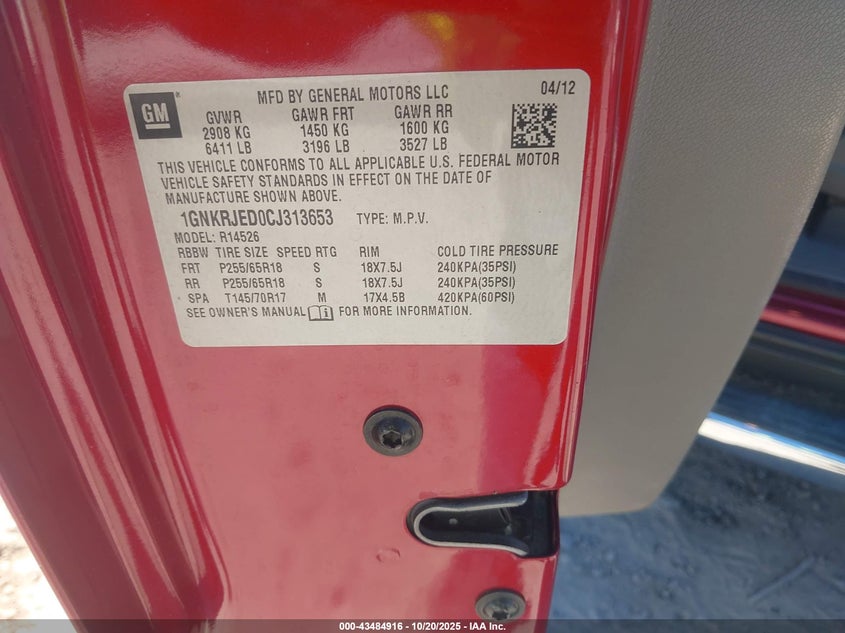 GM
MFD BY GENERAL MOTORS LLC 04/12
GVWR GAWR FRT GAWR RR
2908 KG 1450 KG 1600 KG
6411 LB 3196 LB 3527 LB
THIS VEHICLE CONFORMS TO ALL APPLICABLE U.S. FEDERAL MOTOR
VEHICLE SAFETY STANDARDS IN EFFECT ON THE DATE OF
MANUFACTURE SHOWN ABOVE.
1GNKRJED0CJ313653 TYPE: M.P.V.
MODEL: R14526
RBBW TIRE SIZE SPEED RTG RIM COLD TIRE PRESSURE
FRT P255/65R18 S 18X7.5J 240KPA(35PSI)
RR P255/65R18 S 18X7.5J 240KPA(35PSI)
SPA T145/70R17 M 17X4.5B 420KPA(60PSI)
SEE OWNER'S MANUAL FOR MORE INFORMATION.
000-43484916 - 10/20/2025 - IAA Inc.